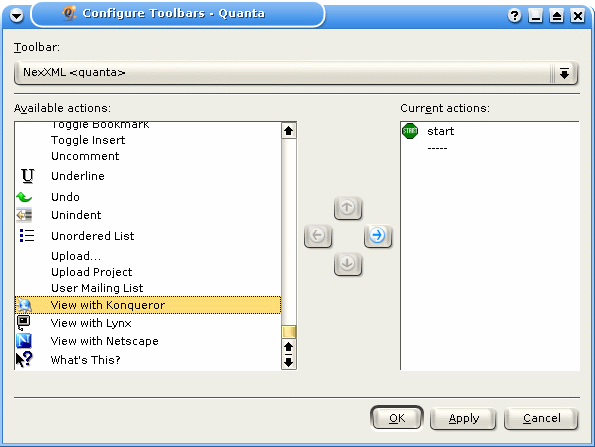 Configure Toolbars - Quanta
Toolbar:
NexXML <quanta>
Available actions:
Toggle Bookmark
Toggle Insert
Uncomment
Underline
Undo
Unindent
Unordered List
Upload...
Upload Project
User Mailing List
View with Konqueror
View with Lynx
View with Netscape
What's This?
Current actions:
START start
-----
OK Apply Cancel